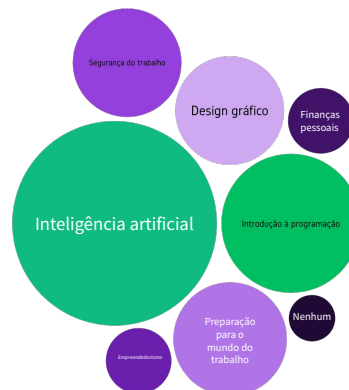 Segurança do trabalho
Design gráfico
Finanças
pessoais
Inteligência artificial
Introdução à programação
Nenhum
Preparação
para o
mundo do
trabalho
Empreendedorismo